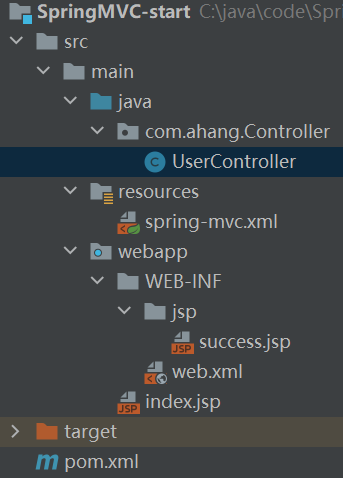 SpringMVC-start C:\java\code\Spr
src
main
java
com.ahang.Controller
UserController
resources
spring-mvc.xml
webapp
WEB-INF
jsp
success.jsp
web.xml
index.jsp
target
pom.xml